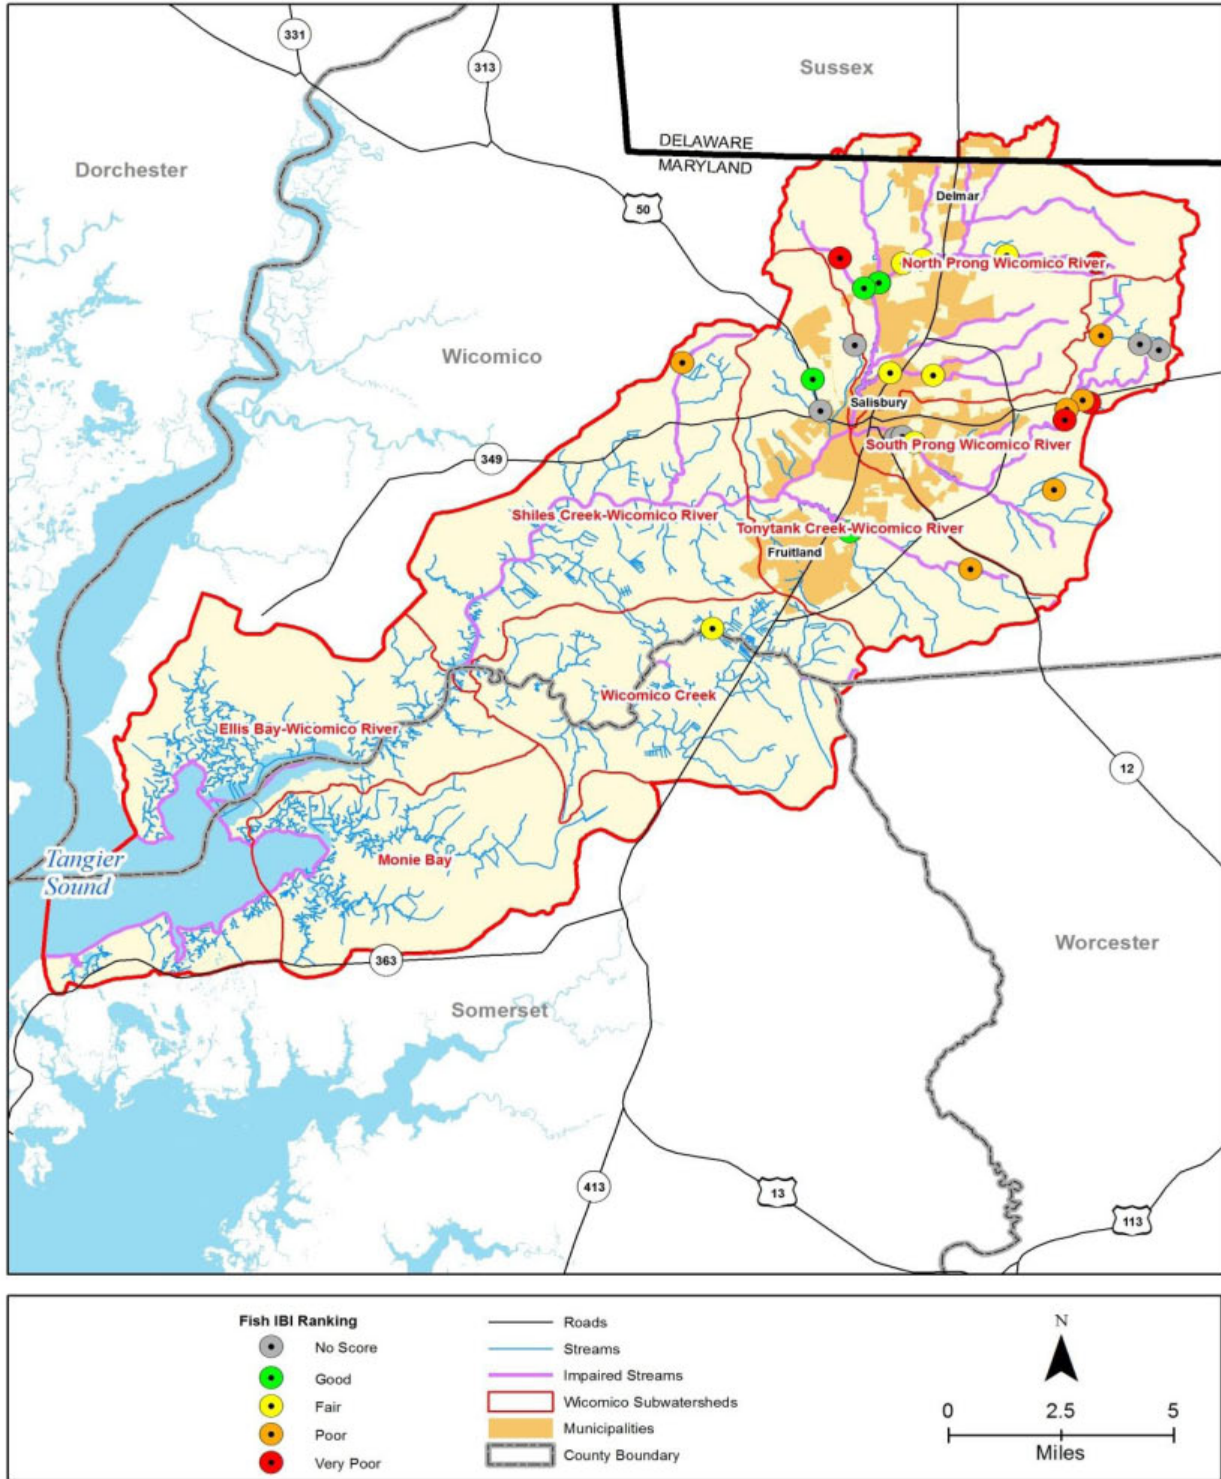 331
313
Sussex
DELAWARE
MARYLAND
Dorchester
50
Delmar
North Prong Wicomico River
Wicomico
Salisbury
South Prong Wicomico River
349
Shiles Creek-Wicomico River
Tonytank Creek-Wicomico River
Fruitland
Wicomico Creek
Ellis Bay-Wicomico River
12
Tangier
Sound
Monie Bay
Worcester
363
Somerset
413
13
113
Fish IBI Ranking
No Score
Good
Fair
Poor
Very Poor
Roads
Streams
Impaired Streams
Wicomico Subwatersheds
Municipalities
County Boundary
N
0 2.5 5
Miles